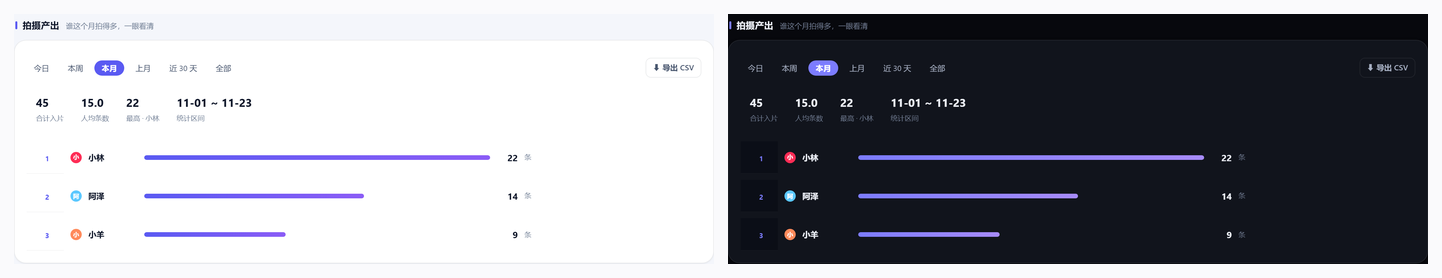 拍摄产出 谁这个月拍得多，一眼看清
今日 本周 本月 上月 近 30 天 全部 ⬇ 导出 CSV
45 15.0 22 11-01 ~ 11-23
合计入片 人均条数 最高 · 小林 统计区间
1 小 小林 22 条
2 阿 阿泽 14 条
3 小 小羊 9 条
拍摄产出 谁这个月拍得多，一眼看清
今日 本周 本月 上月 近 30 天 全部 ⬇ 导出 CSV
45 15.0 22 11-01 ~ 11-23
合计入片 人均条数 最高 · 小林 统计区间
1 小 小林 22 条
2 阿 阿泽 14 条
3 小 小羊 9 条